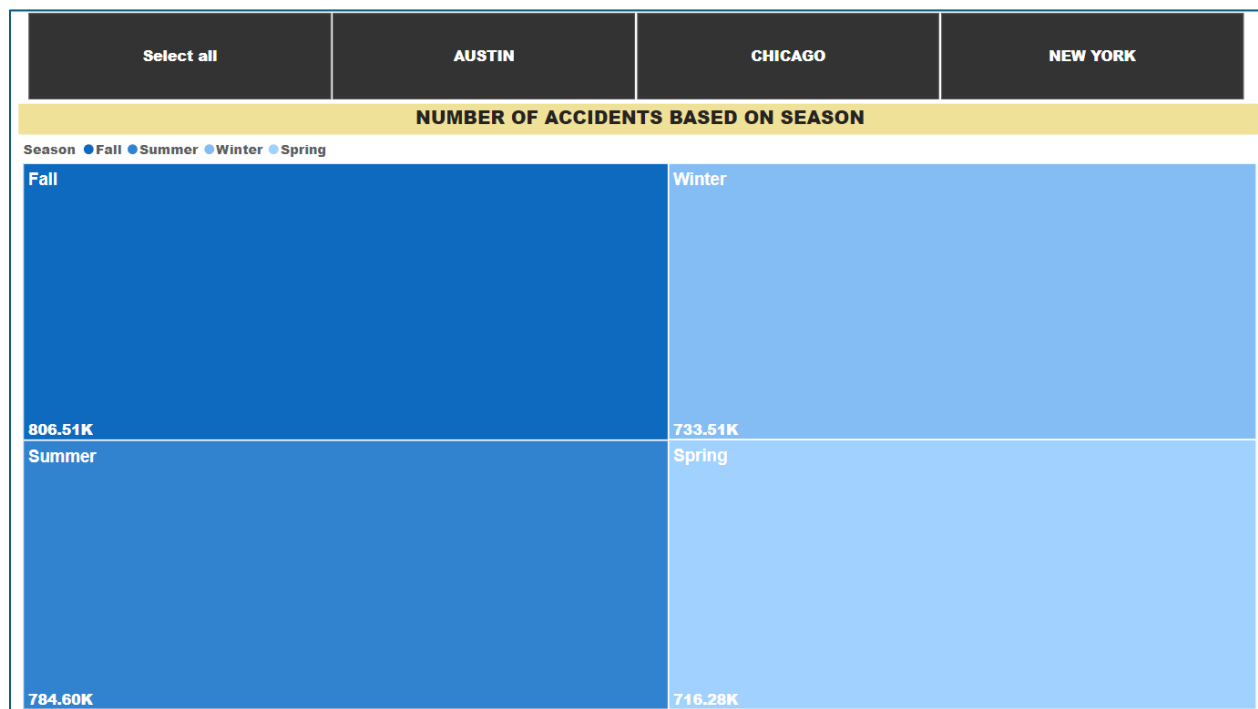 Select all AUSTIN CHICAGO NEW YORK
NUMBER OF ACCIDENTS BASED ON SEASON
Season Fall Summer Winter Spring
Fall Winter
806.51K 733.51K
Summer Spring
784.60K 716.28K